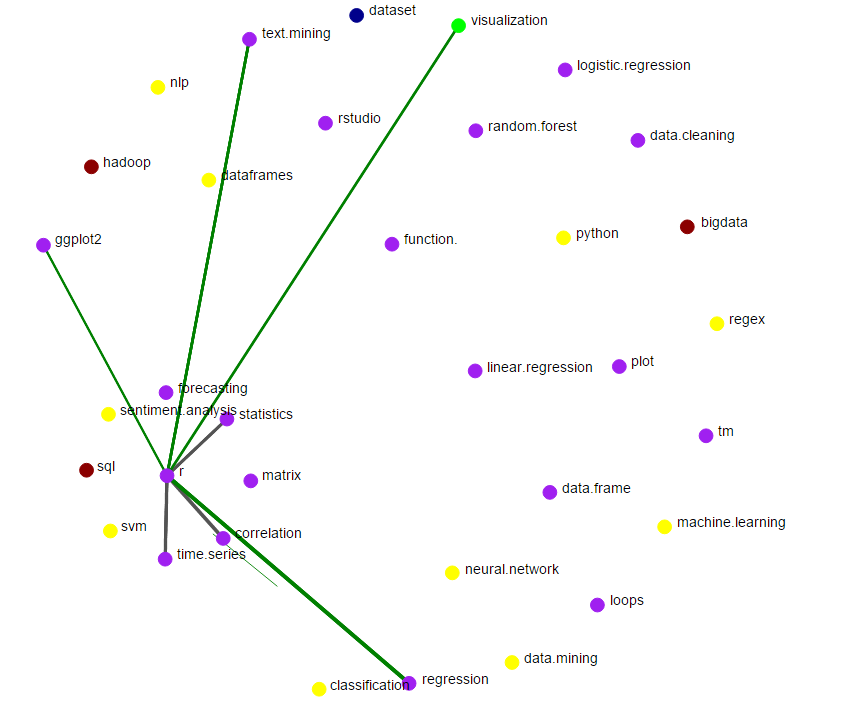 dataset
visualization
text.mining
logistic.regression
nlp
rstudio
random.forest
data.cleaning
hadoop
dataframes
bigdata
python
ggplot2
function.
regex
plot
linear.regression
forecasting
sentiment.analysis
statistics
tm
sql
r
matrix
data.frame
machine.learning
svm
correlation
time.series
neural.network
loops
data.mining
regression
classification